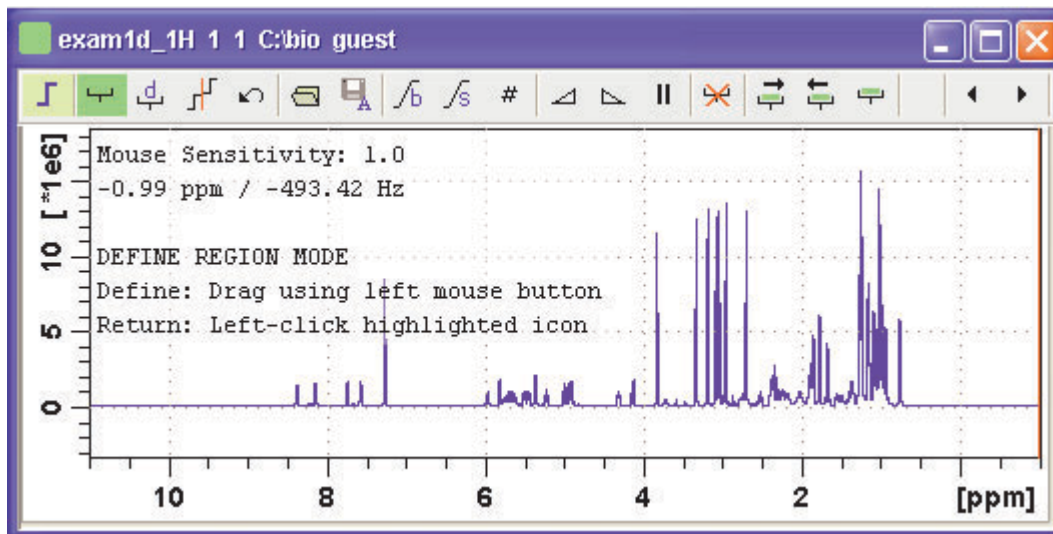 exam1d_1H 1 1 C:\bio guest
d b A s #
Mouse Sensitivity: 1.0
-0.99 ppm / -493.42 Hz
DEFINE REGION MODE
Define: Drag using left mouse button
Return: Left-click highlighted icon
[*1e6]
10
5
0
10 8 6 4 2 [ppm]